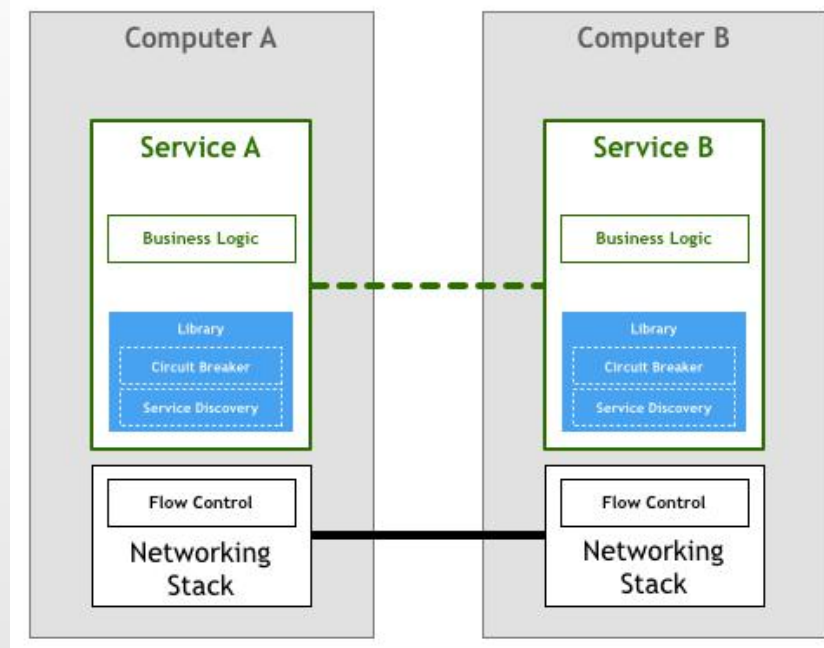 Computer A
Service A
Business Logic
Library
Circuit Breaker
Service Discovery
Flow Control
Networking
Stack
Computer B
Service B
Business Logic
Library
Circuit Breaker
Service Discovery
Flow Control
Networking
Stack